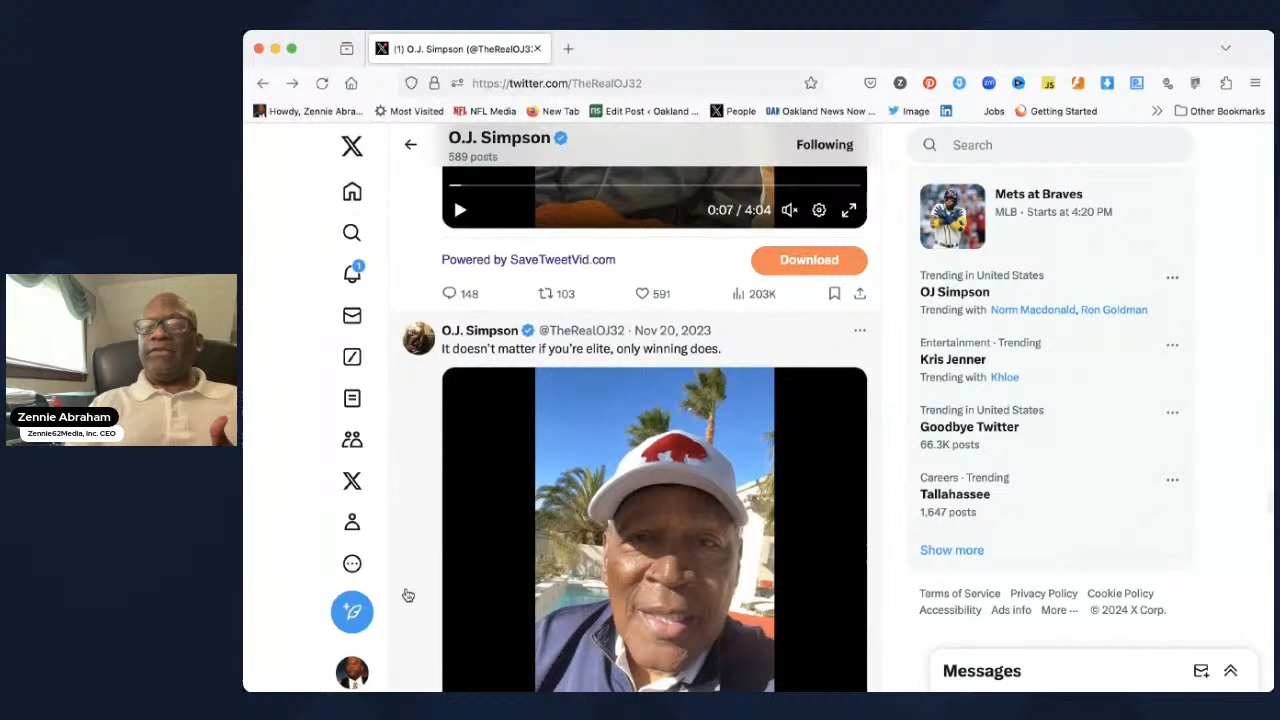 (1) O.J. Simpson (@TheRealOJ32
https://twitter.com/TheRealOJ32
Howdy, Zennie Abra...
Most Visited
NFL NFL Media
New Tab
ns Edit Post ‹ Oakland ...
People
OAK Oakland News Now ...
Image
Jobs
Getting Started
Other Bookmarks
O.J. Simpson
589 posts
Following
Search
0:07 / 4:04
Powered by SaveTweetVid.com
Download
148
103
591
203K
O.J. Simpson @TheRealOJ32 · Nov 20, 2023
It doesn't matter if you're elite, only winning does.
Mets at Braves
MLB · Starts at 4:20 PM
Trending in United States
OJ Simpson
Trending with Norm Macdonald, Ron Goldman
Entertainment · Trending
Kris Jenner
Trending with Khloe
Trending in United States
Goodbye Twitter
66.3K posts
Careers · Trending
Tallahassee
1,647 posts
Show more
Terms of Service Privacy Policy Cookie Policy
Accessibility Ads info More ··· © 2024 X Corp.
Messages
1
Zennie Abraham
Zennie62Media, Inc. CEO